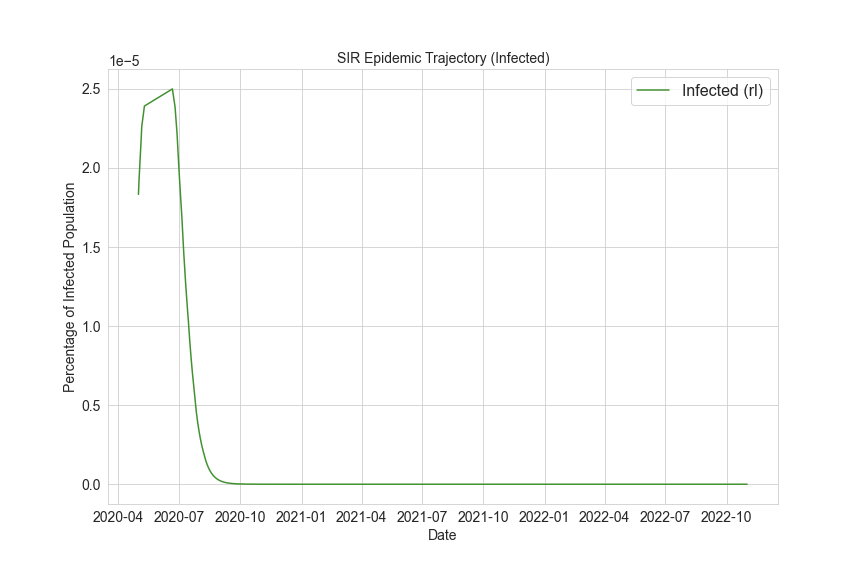 SIR Epidemic Trajectory (Infected)
1e−5
Infected (rI)
2.5
2.0
1.5
1.0
0.5
0.0
Percentage of Infected Population
2020-04 2020-07 2020-10 2021-01 2021-04 2021-07 2021-10 2022-01 2022-04 2022-07 2022-10
Date